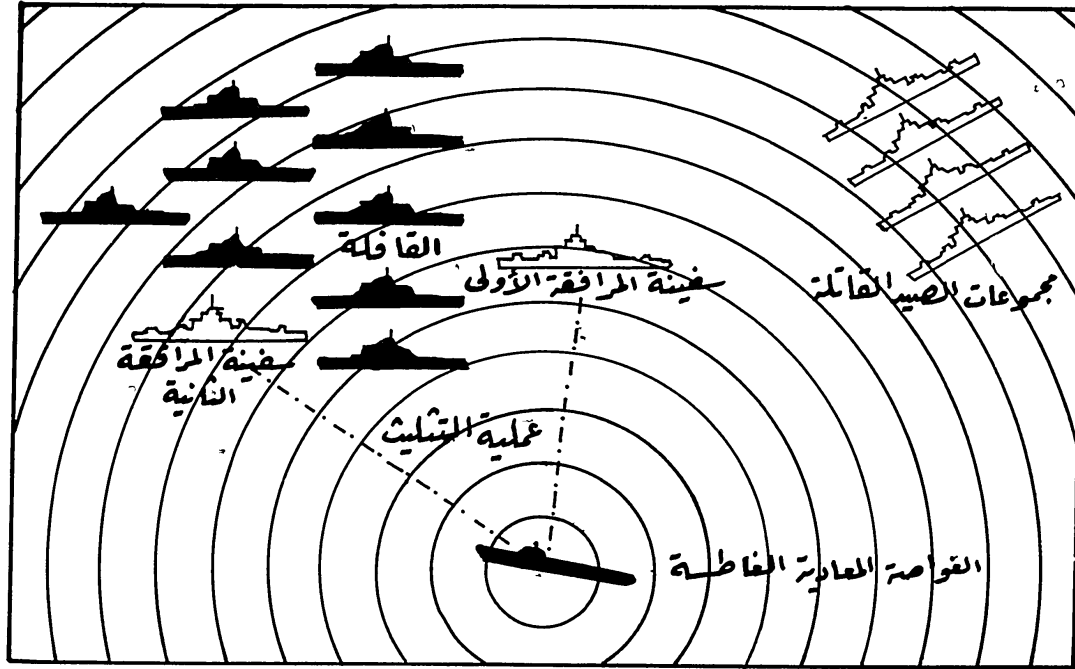 القافلة
سفينة المرافقة الأولى
مجموعات الصيد القاتلة
سفينة المرافقة
الثانية
عملية التثليث
الغواصة المعادية الغاطسة